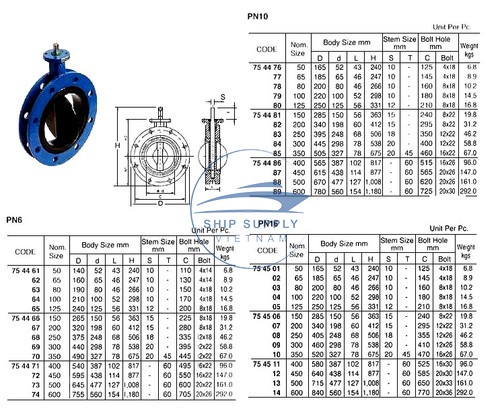 PN10
Unit Per Pc.
CODE Nom. Size Body Size mm Stem Size mm Bolt Hole mm Weight kgs
D d L H S T C Bolt
75 44 76 50 165 52 43 240 10 - 125 4x18 6.8
77 65 185 65 46 247 10 - 145 4x18 8.9
78 80 200 80 46 262 10 - 160 8x18 10.2
79 100 220 100 52 298 10 - 180 8x18 14.5
80 125 250 125 56 331 12 - 210 8x18 16.8
75 44 81 150 285 150 56 363 15 - 240 8x22 19.8
82 200 340 198 60 412 15 - 295 8x22 31.2
83 250 395 248 68 506 18 - 350 12x22 46.2
84 300 445 298 78 540 18 - 400 12x22 58.8
85 350 505 327 78 675 20 45 460 16x22 67.0
75 44 86 400 565 387 102 817 - 60 515 16x26 96.0
87 450 615 438 114 877 - 60 565 20x26 147.0
88 500 670 477 127 1,008 - 60 620 20x26 161.0
89 600 780 560 154 1,180 - 60 725 20x30 292.0
H
D
S
T
L
SHIP SUPPLY
VIETNAM
PN6
Unit Per Pc.
CODE Nom. Size Body Size mm Stem Size mm Bolt Hole mm Weight kgs
D d L H S T C Bolt
75 44 61 50 140 52 43 240 10 - 110 4x14 6.8
62 65 160 65 46 247 10 - 130 4x14 8.9
63 80 190 80 46 262 10 - 150 4x18
64 100 210 100 52 298 10 - 170 4x18 14.5
65 125 240 125 56 331 12 - 200 8x18 16.8
75 44 66 150 265 150 56 363 15 - 225 8x18 19.8
67 200 320 198 60 412 15 - 280 8x18 31.2
68 250 375 248 68 506 18 - 335 12x18 46.2
69 300 440 298 78 540 18 - 395 12x22 58.8
70 350 490 327 78 675 20 45 445 12x22 67.0
75 44 71 400 540 387 102 817 - 60 495 16x22 96.0
72 450 595 438 114 877 - 60 550 16x22 147.0
73 500 645 477 127 1,008 - 60 600 20x22 161.0
74 600 755 560 154 1,180 - 60 705 20x26 292.0
PN16
Unit Per Pc.
CODE Nom. Size Body Size mm Stem Size mm Bolt Hole mm Weight kgs
D d L H S T C Bolt
75 45 01 50 165 52 43 240 10 - 125 4x18 6.8
02 65 185 65 46 247 10 - 145 4x18 8.9
03 80 200 80 46 262 10 - 160 8x18
04 100 220 100 52 298 10 - 180 8x18 14.5
05 125 250 125 56 331 12 - 210 8x18 16.8
75 45 06 150 285 150 56 363 15 - 240 8x22 19.8
07 200 340 198 60 412 15 - 295 12x22 31.2
08 250 405 248 68 506 18 - 355 12x26 46.2
09 300 460 298 78 540 18 - 410 12x26 58.8
10 350 520 327 78 675 20 45 470 16x26 67.0
75 45 11 400 580 387 102 817 - 60 525 16x30 96.0
12 450 640 438 114 877 - 60 585 20x30 147.0
13 500 715 477 127 1,008 - 60 650 20x33 161.0
14 600 840 560 154 1,180 - 60 770 20x36 292.0